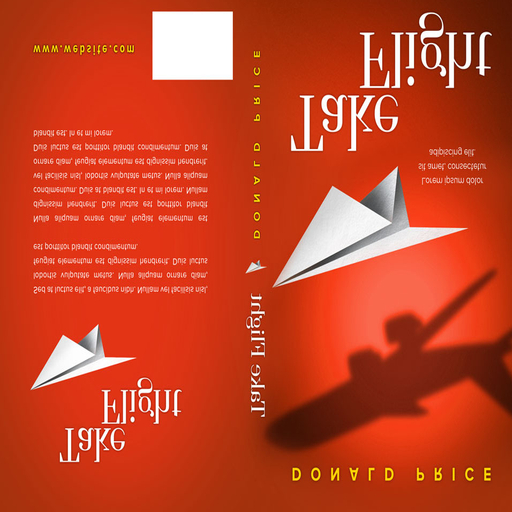 Take
Flight
Sed at luctus elit, a faucibus nibh. Nullam vel facilisis nisl,
lobortis vulputate metus. Nulla aliquam ornare diam,
feugiat elementum est dignissim hendrerit. Duis luctus
est porttitor blandit condimentum.
Nulla aliquam ornare diam, feugiat elementum est
dignissim hendrerit. Duis luctus est porttitor blandit
condimentum. Duis at blandit est. In et mi lorem. Nullam
vel facilisis nisl, lobortis vulputate metus. Nulla aliquam
ornare diam, feugiat elementum est dignissim hendrerit.
Duis luctus est porttitor blandit condimentum. Duis at
blandit est. In et mi lorem.
www.website.com
Take Flight
DONALD PRICE
DONALD PRICE
Lorem ipsum dolor
sit amet, consectetur
adipiscing elit.
Take
Flight